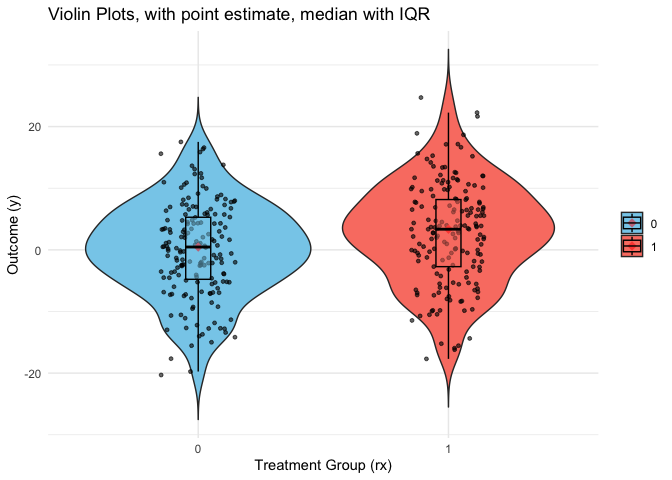 Violin Plots, with point estimate, median with IQR
Outcome (y)
20
0
-20
0
1
Treatment Group (rx)
0
1